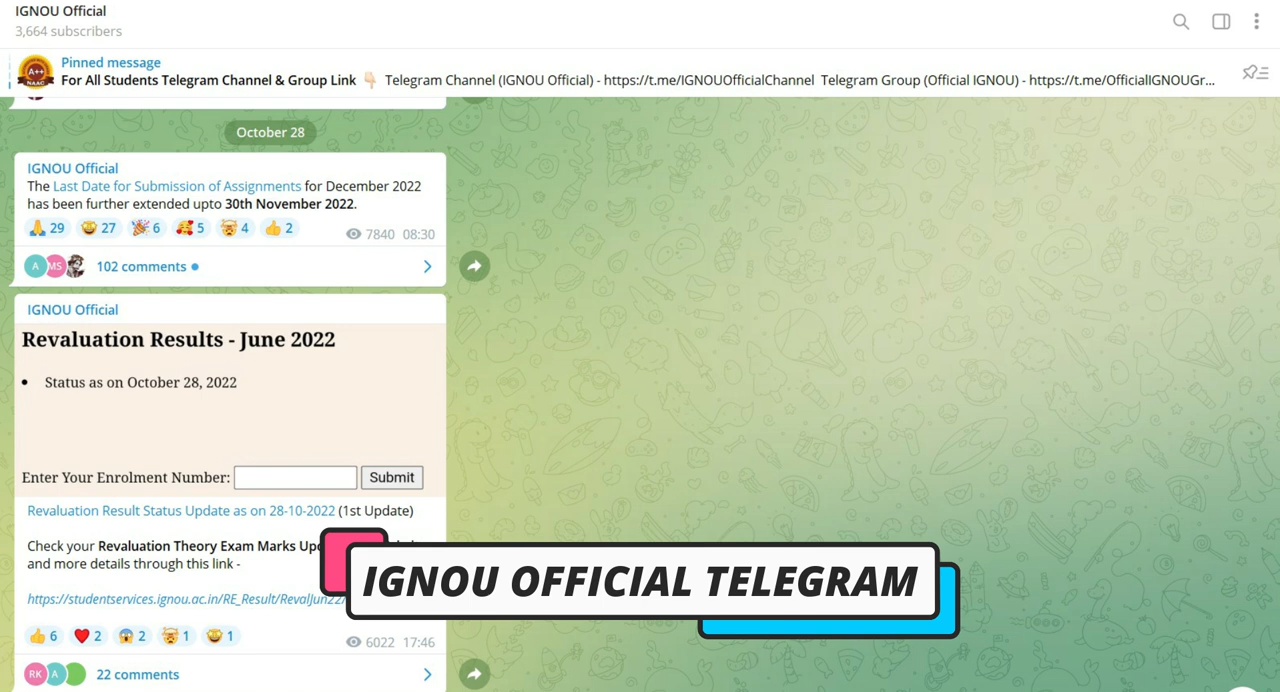 IGNOU Official
3,664 subscribers
Pinned message
For All Students Telegram Channel & Group Link 👇🏻 Telegram Channel (IGNOU Official) - https://t.me/IGNOUOfficialChannel Telegram Group (Official IGNOU) - https://t.me/OfficialIGNOUGr...
A++
NAAC
October 28
IGNOU Official
The Last Date for Submission of Assignments for December 2022
has been further extended upto 30th November 2022.
🙏 29 🤩 27 🎉 6 🥰 5 🤯 4 👍 2 7840 08:30
A MS 102 comments
IGNOU Official
Revaluation Results - June 2022
• Status as on October 28, 2022
Enter Your Enrolment Number: Submit
Revaluation Result Status Update as on 28-10-2022 (1st Update)
Check your Revaluation Theory Exam Marks
and more details through this link -
https://studentservices.ignou.ac.in/RE_Result/RevalJun22/
IGNOU OFFICIAL TELEGRAM
👍 6 ❤ 2 😱 2 🤯 1 🤩 1 6022 17:46
RK A 22 comments